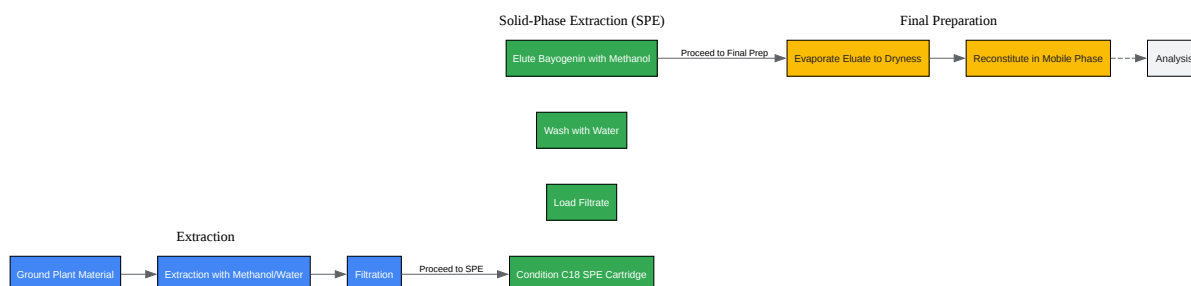 Solid-Phase Extraction (SPE)
Final Preparation
Elute Bayogenin with Methanol
Proceed to Final Prep
Evaporate Eluate to Dryness
Reconstitute in Mobile Phase
Analysis
Wash with Water
Load Filtrate
Extraction
Ground Plant Material
Extraction with Methanol/Water
Filtration
Proceed to SPE
Condition C18 SPE Cartridge